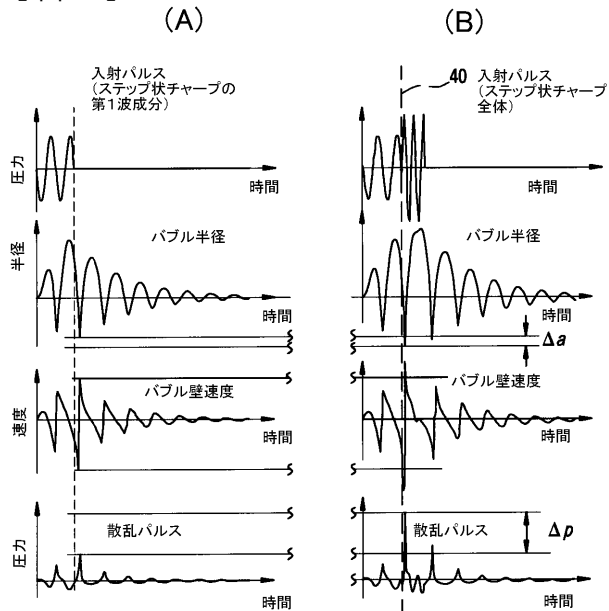 (A)
(B)
入射パルス
(ステップ状チャープの
第1波成分)
40 入射パルス
(ステップ状チャープ
全体)
圧力
時間
時間
半径
バブル半径
時間
バブル半径
時間
Δa
速度
バブル壁速度
時間
バブル壁速度
時間
圧力
散乱パルス
時間
散乱パルス
時間
Δp